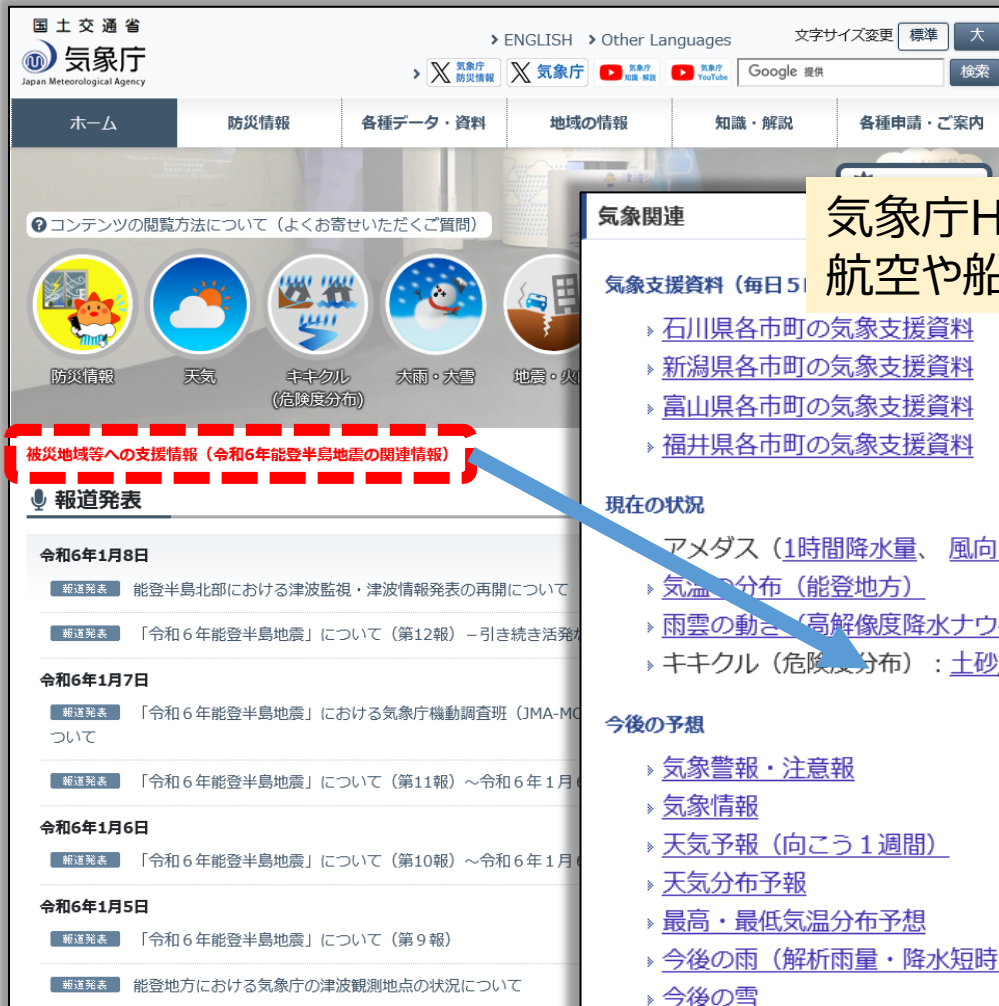 国土交通省
気象庁
Japan Meteorological Agency
ENGLISH
Other Languages
文字サイズ変更
標準
大
気象庁
防災情報
気象庁
気象庁
知識・解説
気象庁
YouTube
Google 提供
検索
ホーム
防災情報
各種データ・資料
地域の情報
知識・解説
各種申請・ご案内
コンテンツの閲覧方法について(よくお寄せいただくご質問)
防災情報
天気
キキクル
(危険度分布)
大雨・大雪
地震・火
被災地域等への支援情報(令和6年能登半島地震の関連情報)
報道発表
令和6年1月8日
報道発表 能登半島北部における津波監視・津波情報発表の再開について
報道発表 「令和6年能登半島地震」について(第12報)-引き続き活発
令和6年1月7日
報道発表 「令和6年能登半島地震」における気象庁機動調査班(JMA-MO
ついて
報道発表 「令和6年能登半島地震」について(第11報)~令和6年1月
令和6年1月6日
報道発表 「令和6年能登半島地震」について(第10報)~令和6年1月
令和6年1月5日
報道発表 「令和6年能登半島地震」について(第9報)
報道発表 能登地方における気象庁の津波観測地点の状況について
気象庁H
航空や船
気象関連
気象支援資料(毎日5
石川県各市町の気象支援資料
新潟県各市町の気象支援資料
富山県各市町の気象支援資料
福井県各市町の気象支援資料
現在の状況
アメダス(1時間降水量、 風向
気温の分布(能登地方)
雨雲の動き(高解像度降水ナウ
キキクル(危険度分布):土砂
今後の予想
気象警報・注意報
気象情報
天気予報(向こう1週間)
天気分布予報
最高・最低気温分布予想
今後の雨(解析雨量・降水短時
今後の雪